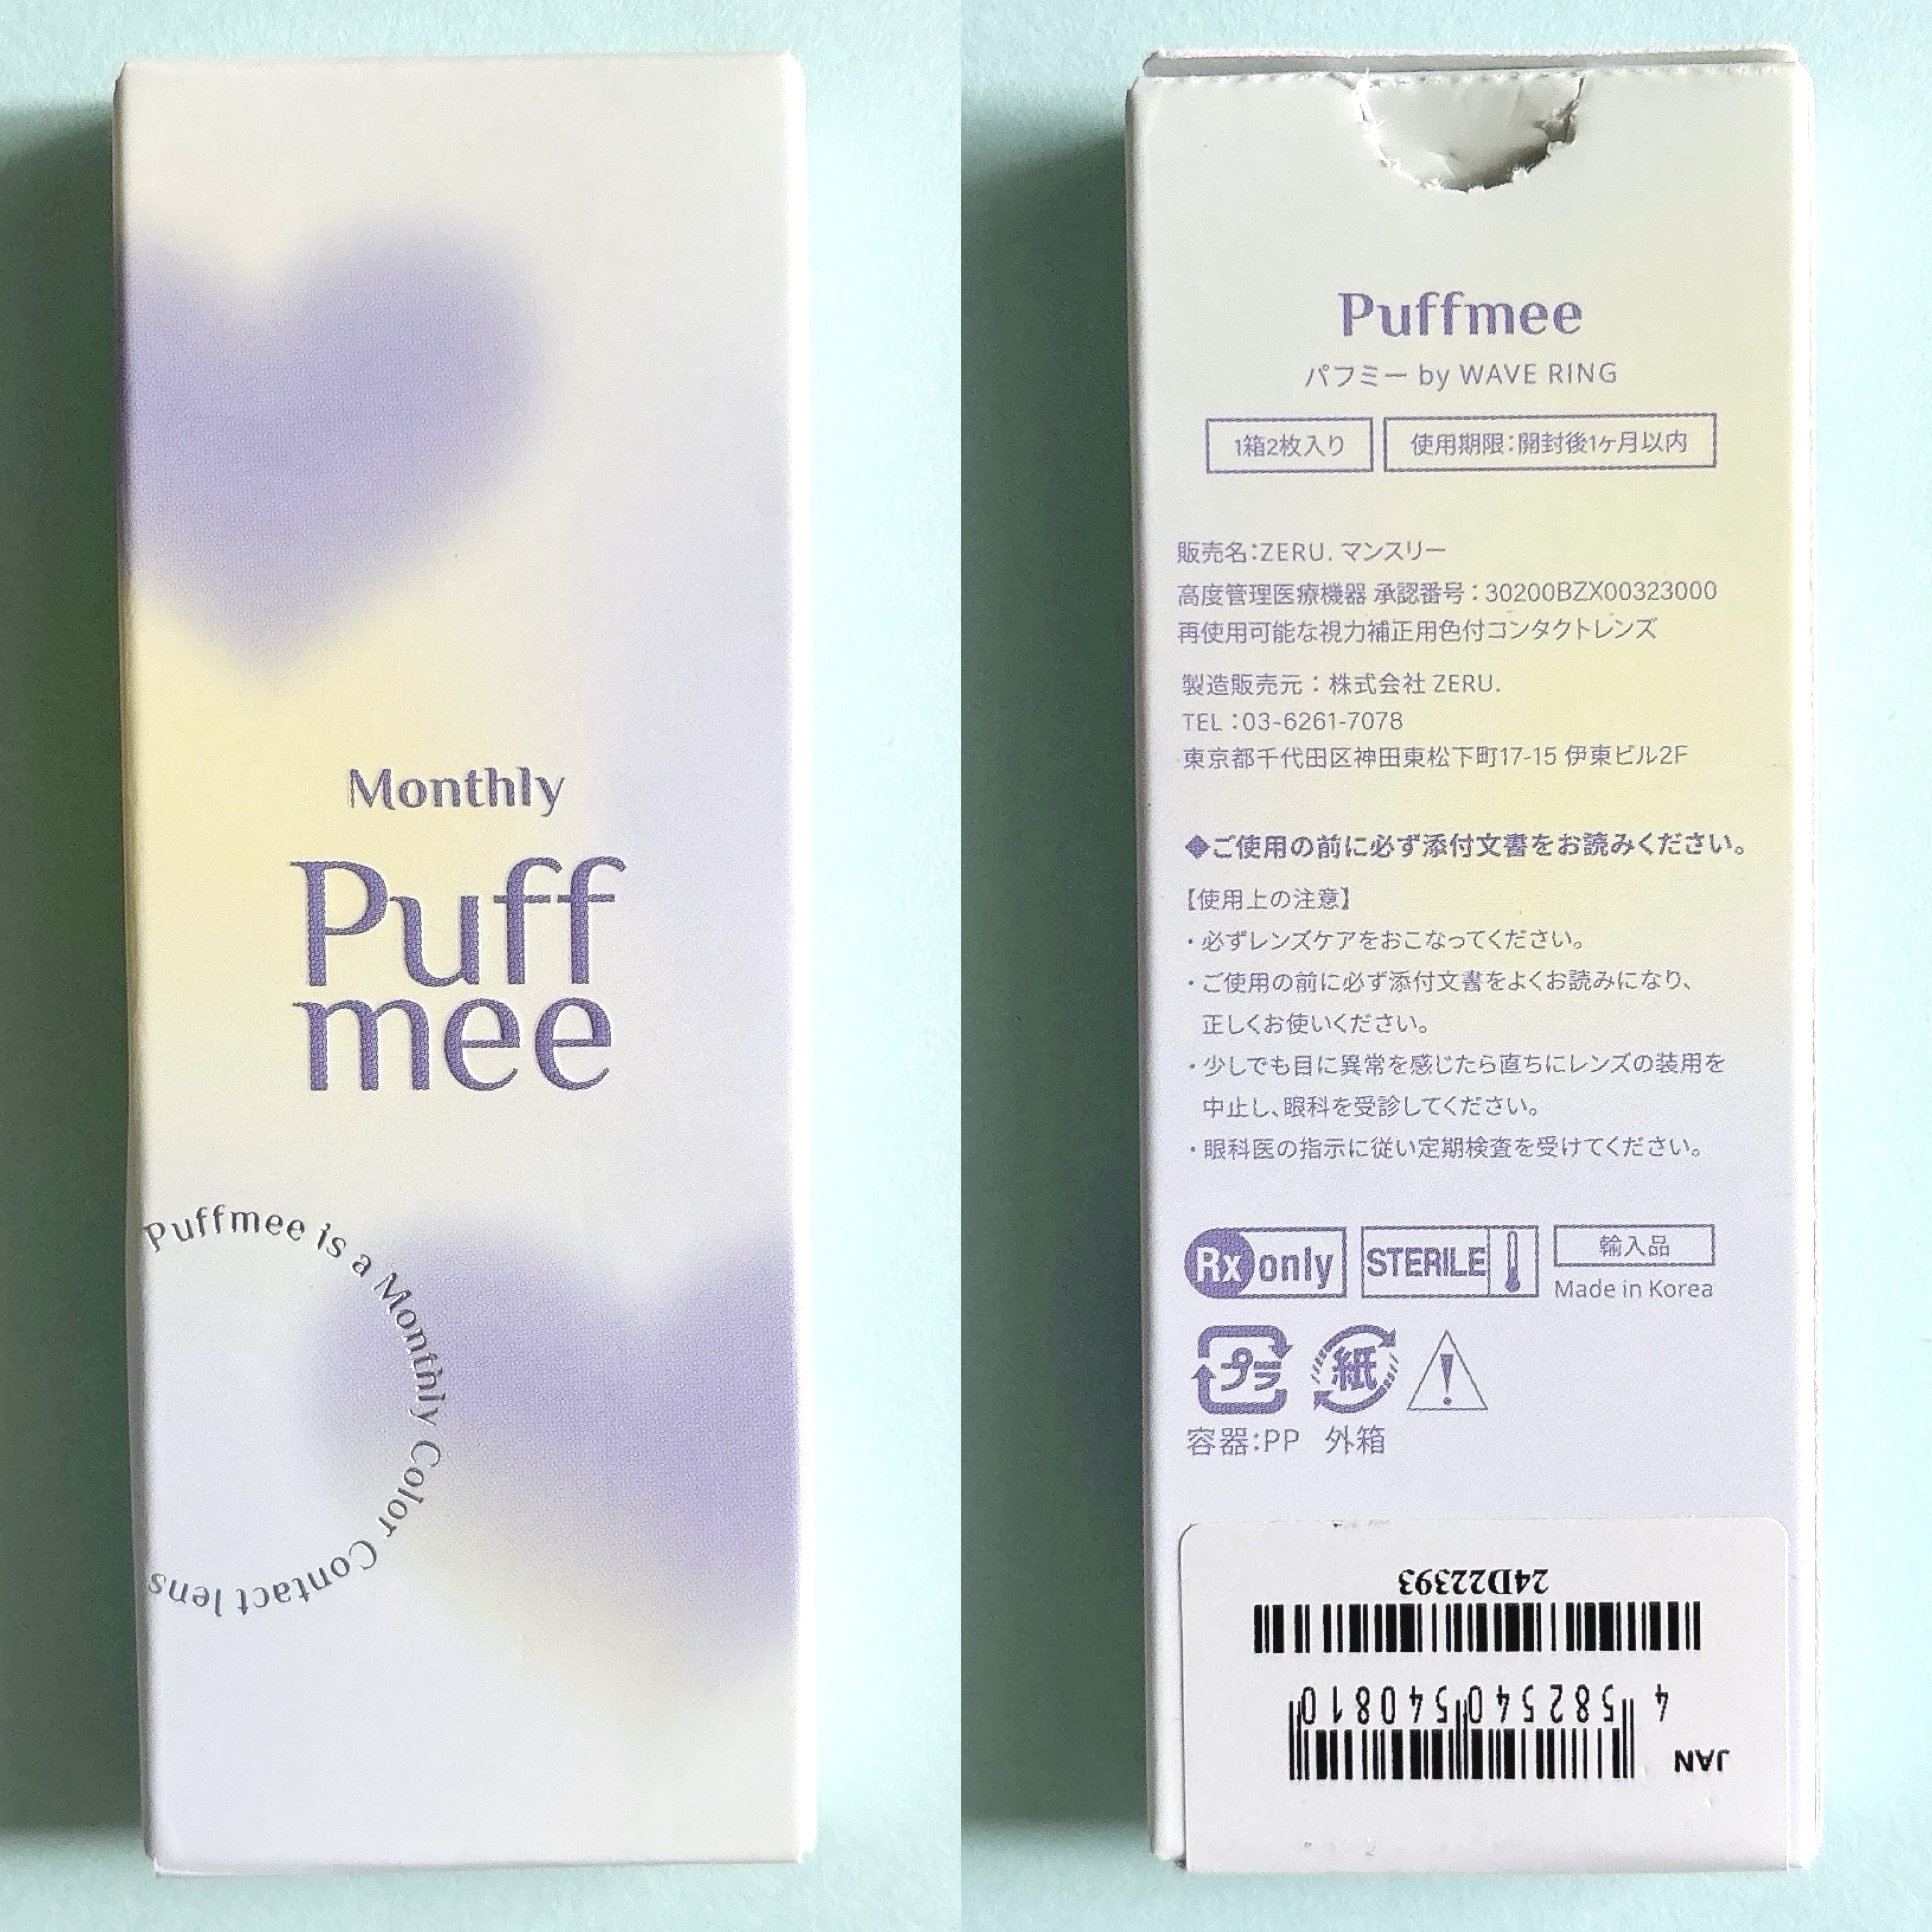 Monthly
Puff
mee
Puffmee is a Monthly Color Contact lens
Puffmee
パフミー by WAVE RING
1箱2枚入り
使用期限：開封後1ヶ月以内
販売名：ZERU. マンスリー
高度管理医療機器 承認番号：30200BZX00323000
再使用可能な視力補正用色付コンタクトレンズ
製造販売元：株式会社 ZERU.
TEL：03-6261-7078
東京都千代田区神田東松下町17-15 伊東ビル2F
◆ご使用の前に必ず添付文書をお読みください。
【使用上の注意】
・必ずレンズケアをおこなってください。
・ご使用の前に必ず添付文書をよくお読みになり、
正しくお使いください。
・少しでも目に異常を感じたら直ちにレンズの装用を
中止し、眼科を受診してください。
・眼科医の指示に従い定期検査を受けてください。
Rx only
STERILE
輸入品
Made in Korea
プラ
紙
容器：PP
外箱
24D22393
4 582540 540810
JAN